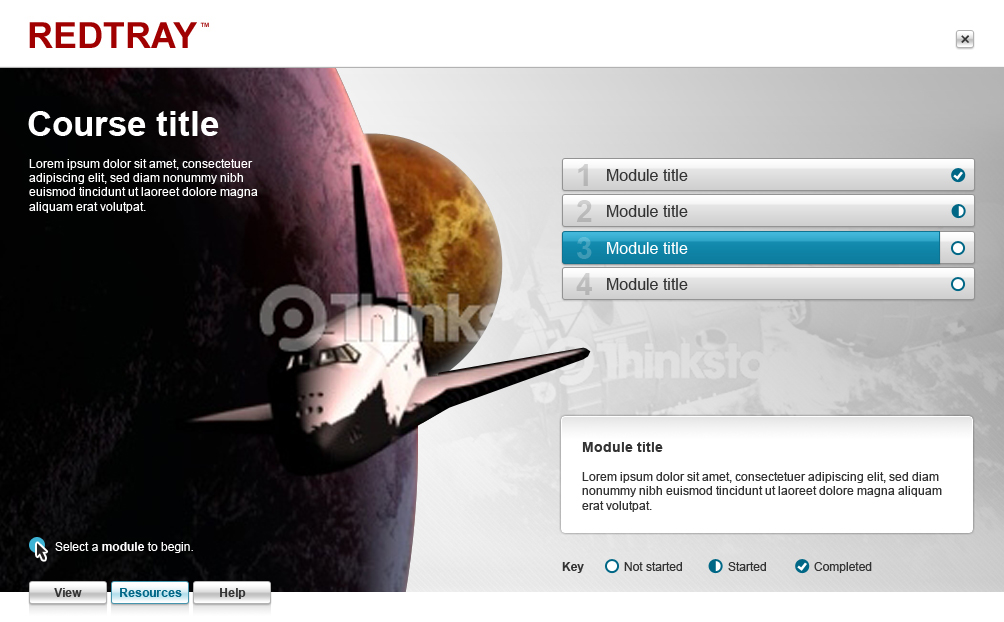 REDTRAY™
Course title
Lorem ipsum dolor sit amet, consectetuer
adipiscing elit, sed diam nonummy nibh
euismod tincidunt ut laoreet dolore magna
aliquam erat volutpat.
1 Module title
2 Module title
3 Module title
4 Module title
Thinks
Thinksto
Module title
Lorem ipsum dolor sit amet, consectetuer adipiscing elit, sed diam
nonummy nibh euismod tincidunt ut laoreet dolore magna aliquam
erat volutpat.
Select a module to begin.
Key Not started Started Completed
View Resources Help